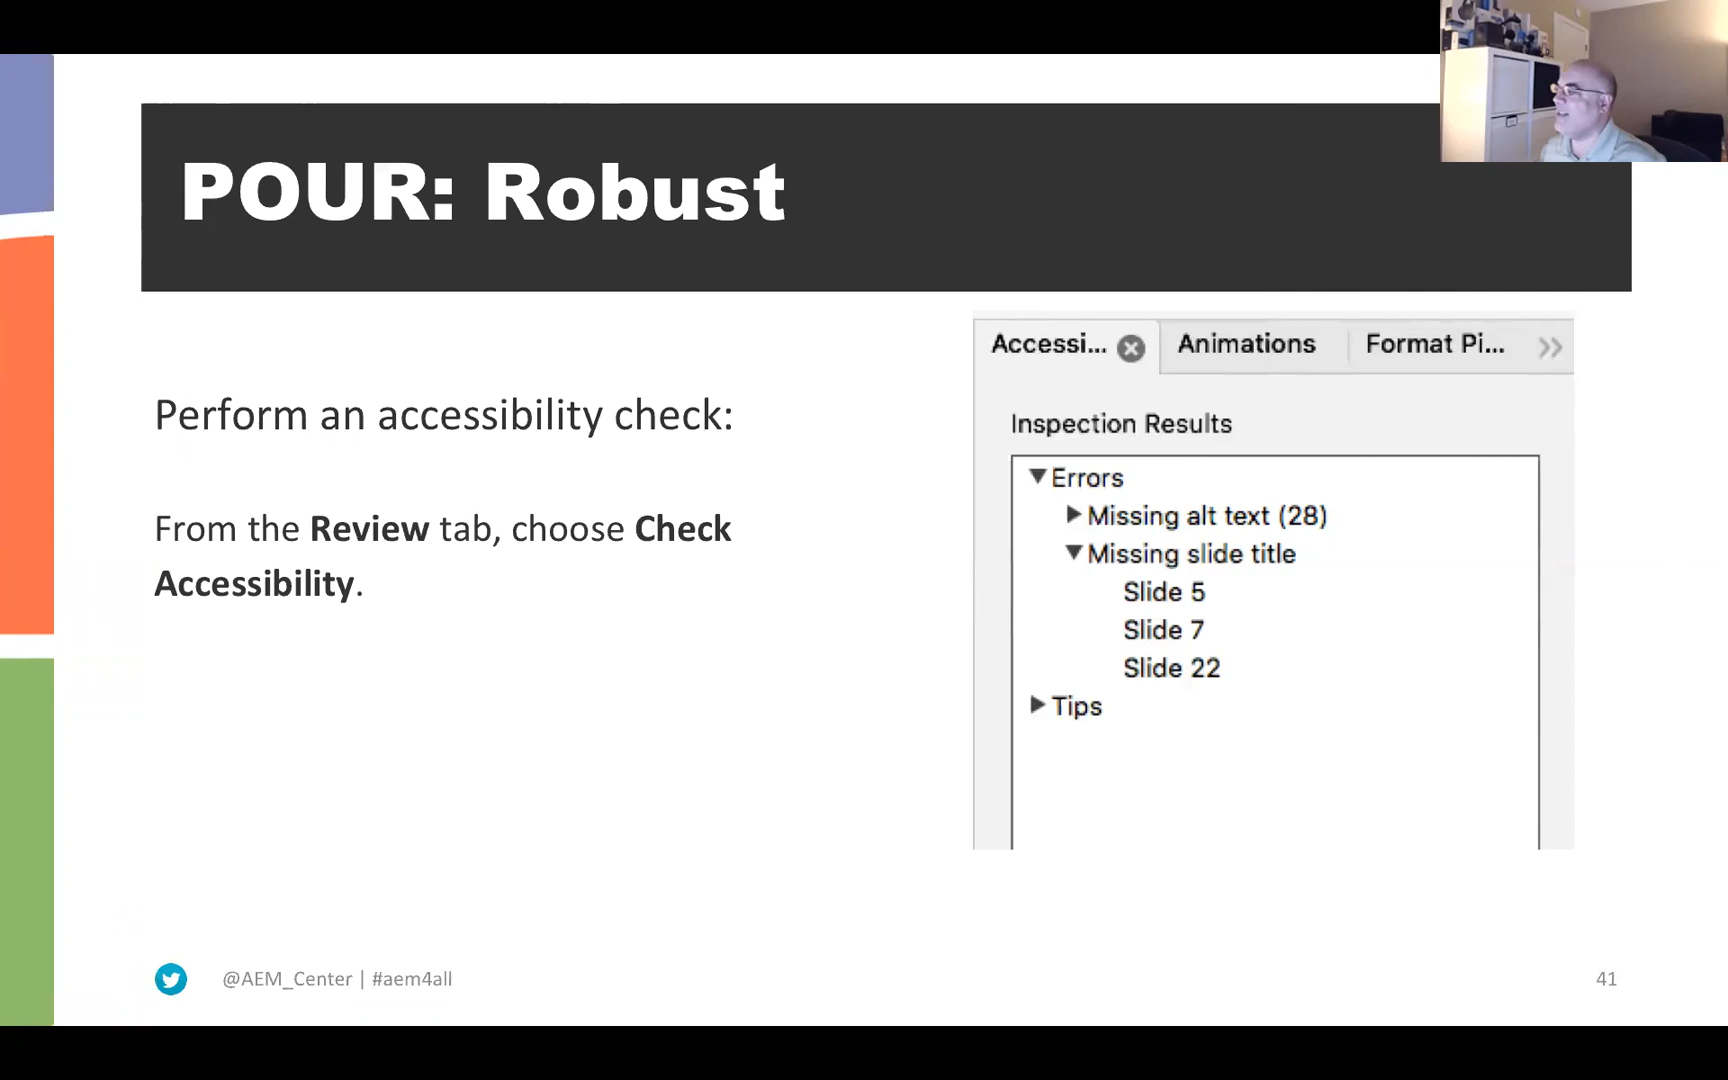 POUR: Robust
Perform an accessibility check:
From the Review tab, choose Check
Accessibility.
Accessi...
Animations
Format Pi...
Inspection Results
Errors
Missing alt text (28)
Missing slide title
Slide 5
Slide 7
Slide 22
Tips
@AEM_Center | #aem4all
41